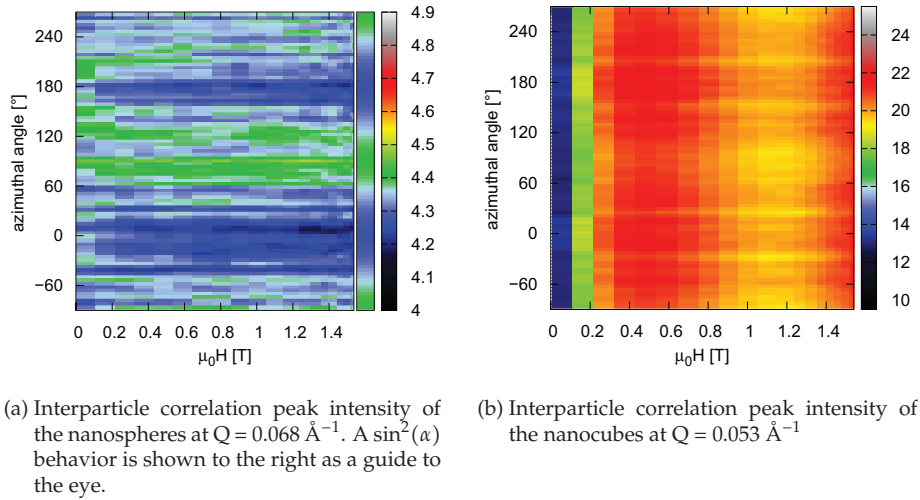 azimuthal angle [°]
240
180
120
60
0
−60
0 0.2 0.4 0.6 0.8 1 1.2 1.4
μ0H [T]
4.9
4.8
4.7
4.6
4.5
4.4
4.3
4.2
4.1
4
azimuthal angle [°]
240
180
120
60
0
−60
0 0.2 0.4 0.6 0.8 1 1.2 1.4
μ0H [T]
24
22
20
18
16
14
12
10
(a) Interparticle correlation peak intensity of
the nanospheres at Q = 0.068 Å−1. A sin2(α)
behavior is shown to the right as a guide to
the eye.
(b) Interparticle correlation peak intensity of
the nanocubes at Q = 0.053 Å−1